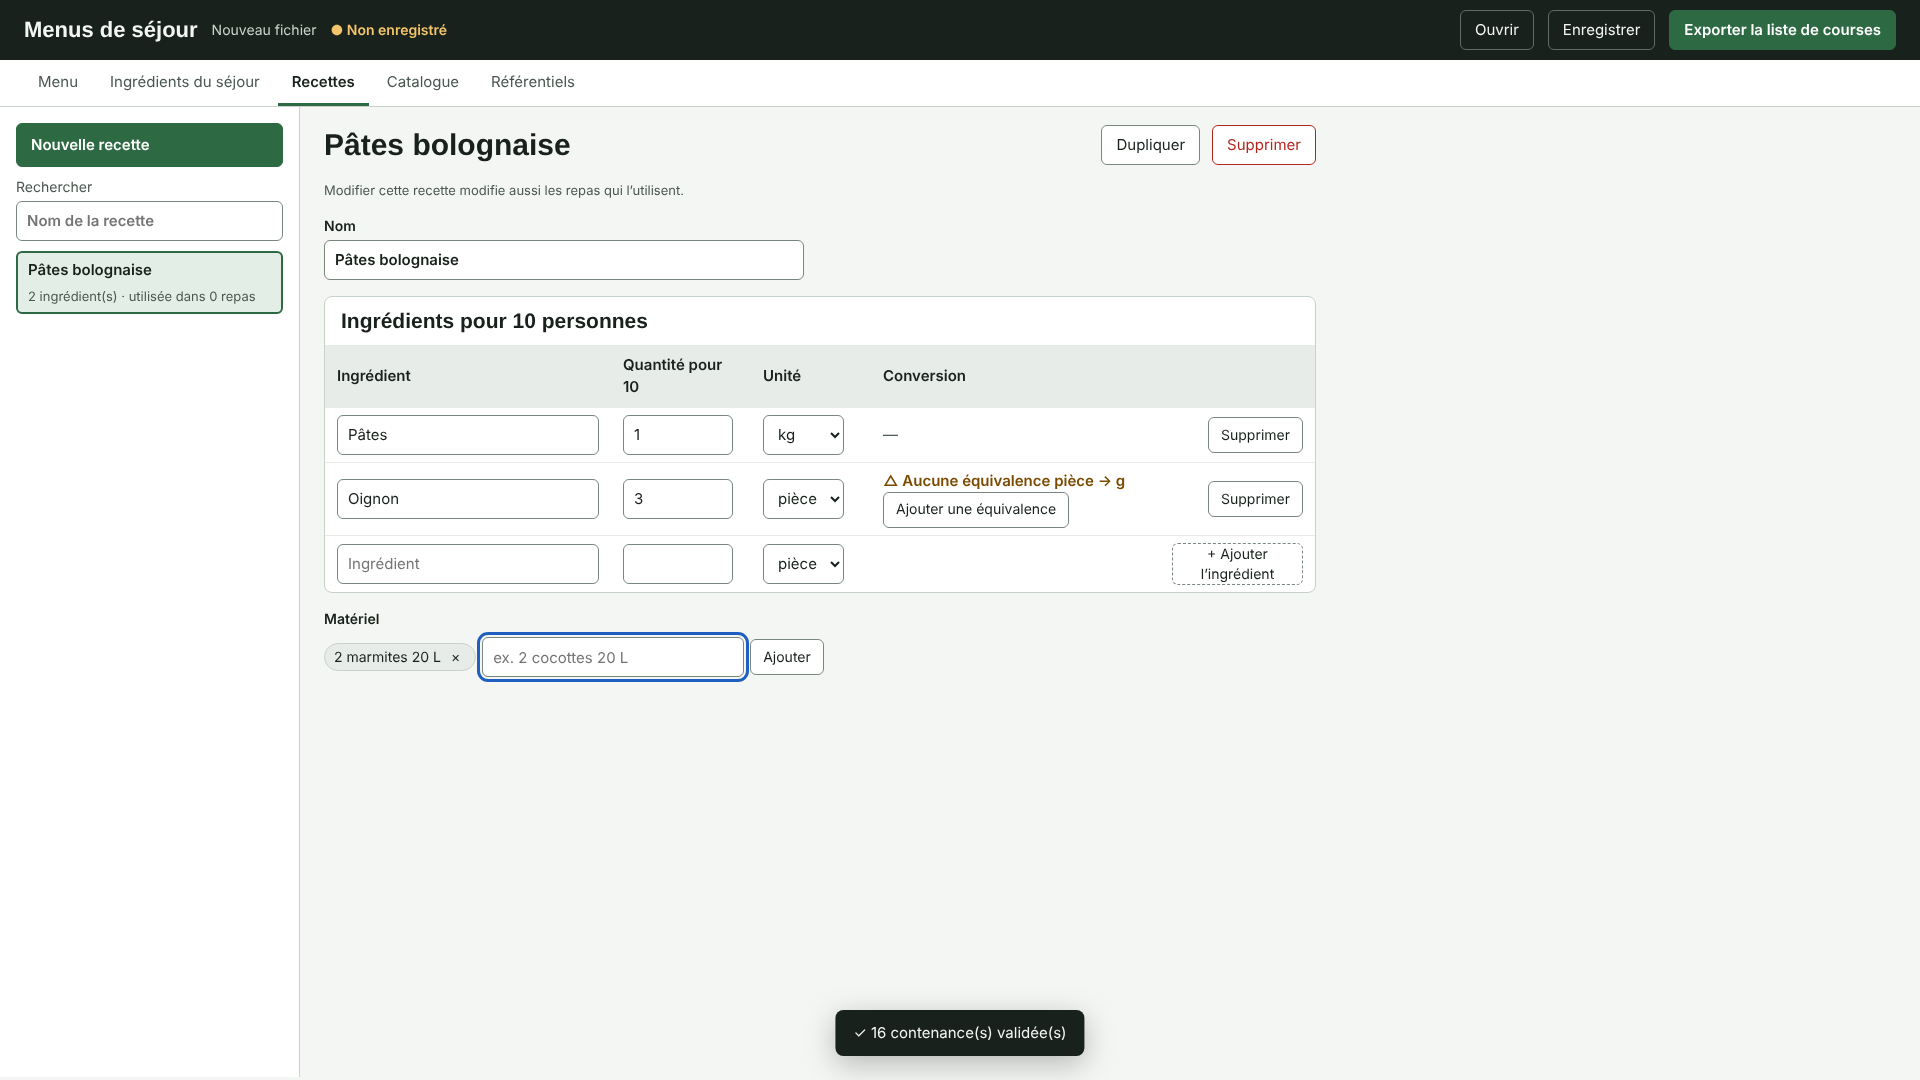 Menus de séjour
Nouveau fichier
Non enregistré
Ouvrir
Enregistrer
Exporter la liste de courses
Menu
Ingrédients du séjour
Recettes
Catalogue
Référentiels
Nouvelle recette
Rechercher
Nom de la recette
Pâtes bolognaise
2 ingrédient(s) · utilisée dans 0 repas
Pâtes bolognaise
Dupliquer
Supprimer
Modifier cette recette modifie aussi les repas qui l’utilisent.
Nom
Pâtes bolognaise
Ingrédients pour 10 personnes
Ingrédient
Quantité pour
10
Unité
Conversion
Pâtes
1
kg
—
Supprimer
Oignon
3
pièce
△ Aucune équivalence pièce → g
Ajouter une équivalence
Supprimer
Ingrédient
pièce
+ Ajouter
l’ingrédient
Matériel
2 marmites 20 L ×
ex. 2 cocottes 20 L
Ajouter
✓ 16 contenance(s) validée(s)